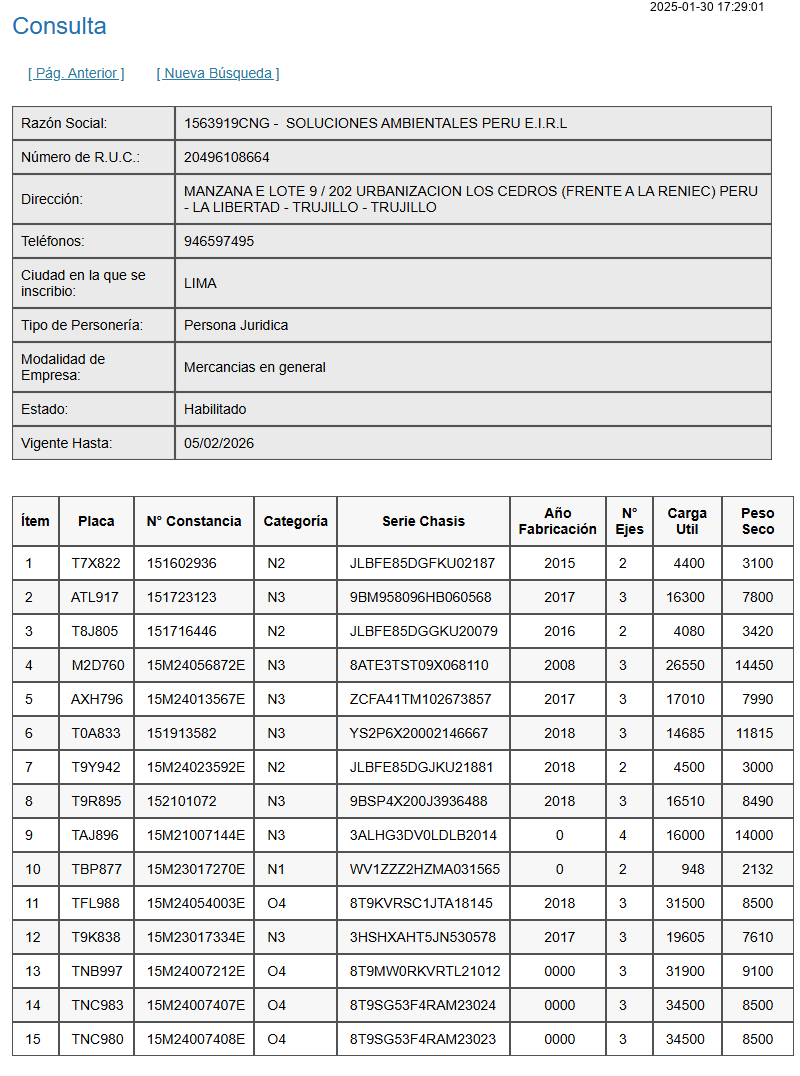 2025-01-30 17:29:01
Consulta
[ Pág. Anterior ] [ Nueva Búsqueda ]
Razón Social: 1563919CNG - SOLUCIONES AMBIENTALES PERU E.I.R.L
Número de R.U.C.: 20496108664
Dirección: MANZANA E LOTE 9 / 202 URBANIZACION LOS CEDROS (FRENTE A LA RENIEC) PERU
- LA LIBERTAD - TRUJILLO - TRUJILLO
Teléfonos: 946597495
Ciudad en la que se
inscribio: LIMA
Tipo de Personería: Persona Juridica
Modalidad de
Empresa: Mercancias en general
Estado: Habilitado
Vigente Hasta: 05/02/2026
Ítem Placa N° Constancia Categoría Serie Chasis Año Fabricación N° Ejes Carga Util Peso Seco
1 T7X822 151602936 N2 JLBFE85DGFKU02187 2015 2 4400 3100
2 ATL917 151723123 N3 9BM958096HB060568 2017 3 16300 7800
3 T8J805 151716446 N2 JLBFE85DGGKU20079 2016 2 4080 3420
4 M2D760 15M24056872E N3 8ATE3TST09X068110 2008 3 26550 14450
5 AXH796 15M24013567E N3 ZCFA41TM102673857 2017 3 17010 7990
6 T0A833 151913582 N3 YS2P6X20002146667 2018 3 14685 11815
7 T9Y942 15M24023592E N2 JLBFE85DGJKU21881 2018 2 4500 3000
8 T9R895 152101072 N3 9BSP4X200J3936488 2018 3 16510 8490
9 TAJ896 15M21007144E N3 3ALHG3DV0LDLB2014 0 4 16000 14000
10 TBP877 15M23017270E N1 WV1ZZZ2HZMA031565 0 2 948 2132
11 TFL988 15M24054003E O4 8T9KVRSC1JTA18145 2018 3 31500 8500
12 T9K838 15M23017334E N3 3HSHXAHT5JN530578 2017 3 19605 7610
13 TNB997 15M24007212E O4 8T9MW0RKVRTL21012 0000 3 31900 9100
14 TNC983 15M24007407E O4 8T9SG53F4RAM23024 0000 3 34500 8500
15 TNC980 15M24007408E O4 8T9SG53F4RAM23023 0000 3 34500 8500